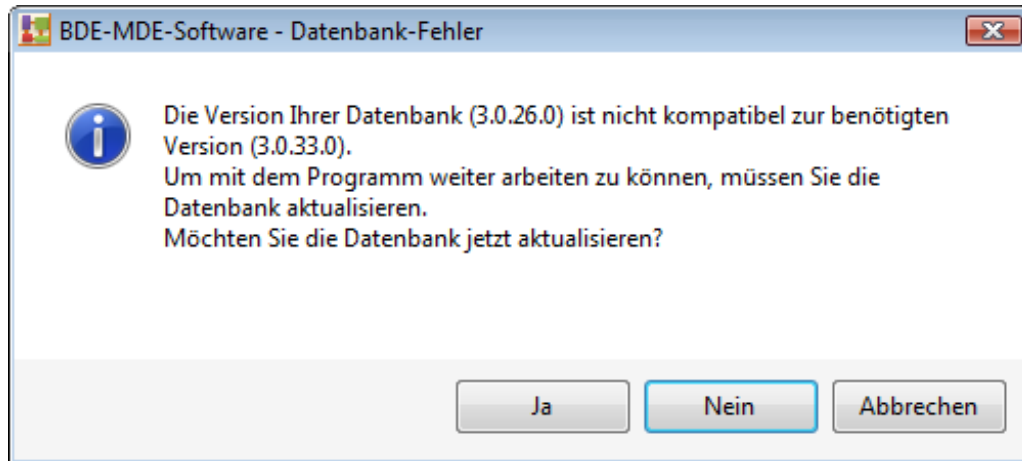 BDE-MDE-Software - Datenbank-Fehler
Die Version Ihrer Datenbank (3.0.26.0) ist nicht kompatibel zur benötigten
Version (3.0.33.0).
Um mit dem Programm weiter arbeiten zu können, müssen Sie die
Datenbank aktualisieren.
Möchten Sie die Datenbank jetzt aktualisieren?
Ja
Nein
Abbrechen